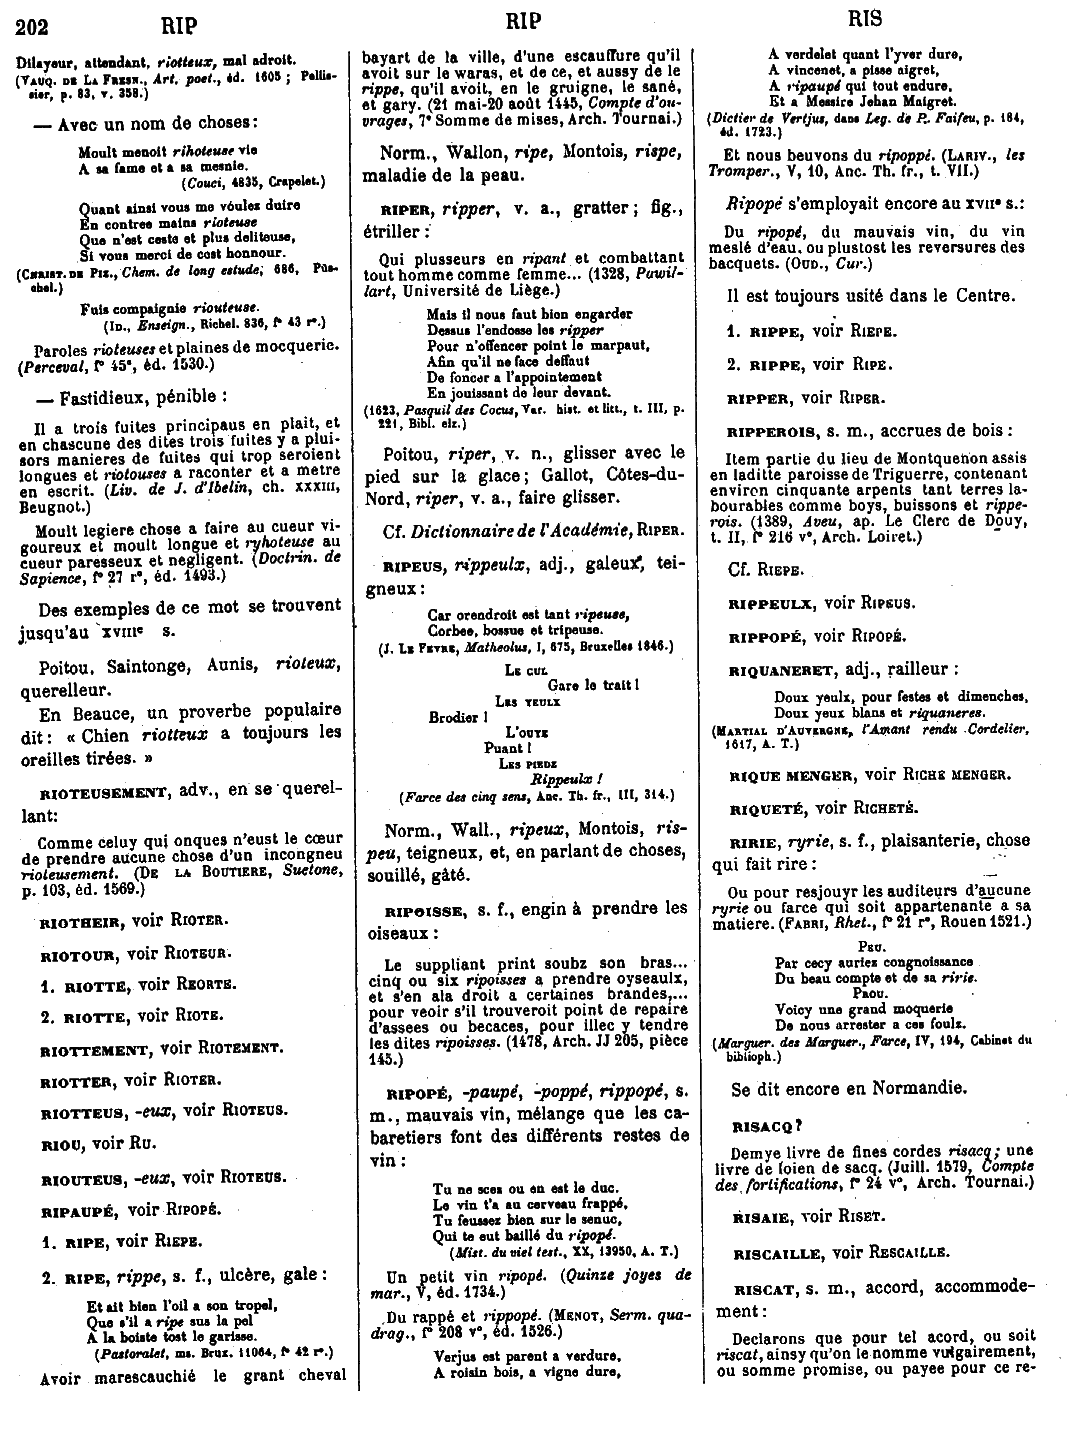 202 RIP RIP RIS
Dilayeur, attendant, riotteux, mal adroit.
(VAUQ. DE LA FRESN., Art. poet., éd. 1605 ; Pellis-
sier, p. 83, v. 358.)
— Avec un nom de choses :
Moult menoit rihoteuse vie
A sa fame et a sa mesnie.
(Couci, 4835, Crapelet.)
Quant ainsi vous me voulez duire
En contree mains rioteuse
Que n'est ceste et plus deliteuse,
Si vous merci de cest honnour.
(CHRIST. DE PIZ., Chem. de long estude, 686, Püs-
chel.)
Fuis compaignie riouteuse.
(ID., Enseign., Richel. 836, f° 43 r°.)
Paroles rioteuses et plaines de mocquerie.
(Perceval, f° 45ª, éd. 1530.)
— Fastidieux, pénible :
Il a trois fuites principaus en plait, et
en chascune des dites trois fuites y a plui-
sors manieres de fuites qui trop seroient
longues et riotouses a raconter et a metre
en escrit. (Liv. de J. d'Ibelin, ch. XXXIII,
Beugnot.)
Moult legiere chose a faire au cueur vi-
goureux et moult longue et ryhoteuse au
cueur paresseux et negligent. (Doctrin. de
Sapience, f° 27 r°, éd. 1493.)
Des exemples de ce mot se trouvent
jusqu'au XVIIIe s.
Poitou, Saintonge, Aunis, rioteux,
querelleur.
En Beauce, un proverbe populaire
dit : « Chien riotteux a toujours les
oreilles tirées. »
RIOTEUSEMENT, adv., en se querel-
lant :
Comme celuy qui onques n'eust le cœur
de prendre aucune chose d'un incongneu
rioteusement. (DE LA BOUTIERE, Suetone,
p. 103, éd. 1569.)
RIOTHEIR, voir RIOTER.
RIOTOUR, voir RIOTEUR.
1. RIOTTE, voir REORTE.
2. RIOTTE, voir RIOTE.
RIOTTEMENT, voir RIOTEMENT.
RIOTTER, voir RIOTER.
RIOTTEUS, -eux, voir RIOTEUS.
RIOU, voir RU.
RIOUTEUS, -eux, voir RIOTEUS.
RIPAUPÉ, voir RIPOPÉ.
1. RIPE, voir RIEPE.
2. RIPE, rippe, s. f., ulcère, gale :
Et ait bien l'oil a son tropel,
Que s'il a ripe sus la pel
A la boiste tost le garisse.
(Pastoralet, ms. Brux. 11064, f° 42 r°.)
Avoir marescauchié le grant cheval
bayart de la ville, d'une escauffure qu'il
avoit sur le waras, et de ce, et aussy de le
rippe, qu'il avoit, en le gruigne, le sané,
et gary. (21 mai-20 août 1445, Compte d'ou-
vrages, 7ª Somme de mises, Arch. Tournai.)
Norm., Wallon, ripe, Montois, rispe,
maladie de la peau.
RIPER, ripper, v. a., gratter ; fig.,
étriller :
Qui plusseurs en ripant et combattant
tout homme comme femme... (1328, Pawil-
lart, Université de Liège.)
Mais il nous faut bien engarder
Dessus l'endosse les ripper
Pour n'offencer point le marpaut,
Afin qu'il ne face deffaut
De foncer a l'appointement
En jouissant de leur devant.
(1623, Pasquil des Cocus, Var. hist. et litt., t. III, p.
221, Bibl. elz.)
Poitou, riper, v. n., glisser avec le
pied sur la glace ; Gallot, Côtes-du-
Nord, riper, v. a., faire glisser.
Cf. Dictionnaire de l'Académie, RIPER.
RIPEUS, rippeulx, adj., galeux, tei-
gneux :
Car orendroit est tant ripeuse,
Corbee, bossue et tripeuse.
(J. LE FEVRE, Matheolus, I, 675, Bruxelles 1846.)
LE CUL
Gare le trait !
LES YEULX
Brodier !
L'OUYE
Puant !
LES PIEDZ
Rippeulx !
(Farce des cinq sens, Anc. Th. fr., III, 314.)
Norm., Wall., ripeux, Montois, ris-
peu, teigneux, et, en parlant de choses,
souillé, gâté.
RIPOISSE, s. f., engin à prendre les
oiseaux :
Le suppliant print soubz son bras...
cinq ou six ripoisses a prendre oyseaulx,
et s'en ala droit a certaines brandes,...
pour veoir s'il trouveroit point de repaire
d'assees ou becaces, pour illec y tendre
les dites ripoisses. (1478, Arch. JJ 205, pièce
145.)
RIPOPÉ, -paupé, -poppé, rippopé, s.
m., mauvais vin, mélange que les ca-
baretiers font des différents restes de
vin :
Tu ne sces ou en est le duc.
Le vin t'a au cerveau frappé,
Tu feussez bien sur le senuc,
Qui te eut baillé du ripopé.
(Mist. du viel test., XX, 13950, A. T.)
Un petit vin ripopé. (Quinze joyes de
mar., V, éd. 1734.)
Du rappé et rippopé. (MENOT, Serm. qua-
drag., f° 208 v°, éd. 1526.)
Verjus est parent a verdure,
A roisin bois, a vigne dure,
A verdelet quant l'yver dure,
A vincenet, a pisse aigret,
A ripaupé qui tout endure,
Et a Messire Jehan Maigret.
(Dictier de Vertjus, dans Leg. de P. Faifeu, p. 184,
éd. 1723.)
Et nous beuvons du ripoppé. (LARIV., les
Tromper., V, 10, Anc. Th. fr., t. VII.)
Ripopé s'employait encore au XVIIe s. :
Du ripopé, du mauvais vin, du vin
meslé d'eau, ou plustost les reversures des
bacquets. (OUD., Cur.)
Il est toujours usité dans le Centre.
1. RIPPE, voir RIEPE.
2. RIPPE, voir RIPE.
RIPPER, voir RIPER.
RIPPEROIS, s. m., accrues de bois :
Item partie du lieu de Montquenon assis
en laditte paroisse de Triguerre, contenant
environ cinquante arpents tant terres la-
bourables comme boys, buissons et rippe-
rois. (1389, Aveu, ap. Le Clerc de Douy,
t. II, f° 216 v°, Arch. Loiret.)
Cf. RIEPE.
RIPPEULX, voir RIPEUS.
RIPPOPÉ, voir RIPOPÉ.
RIQUANERET, adj., railleur :
Doux yeulx, pour festes et dimenches,
Doux yeux blans et riquaneres.
(MARTIAL D'AUVERGNE, l'Amant rendu Cordelier,
1617, A. T.)
RIQUE MENGER, voir RICHE MENGER.
RIQUETÉ, voir RICHETÉ.
RIRIE, ryrie, s. f., plaisanterie, chose
qui fait rire :
Ou pour resjouyr les auditeurs d'aucune
ryrie ou farce qui soit appartenante a sa
matiere. (FABRI, Rhet., f° 21 r°, Rouen 1521.)
PEU.
Par cecy auriez congnoissance
Du beau compte et de sa ririe.
PROU.
Voicy une grand moquerie
De nous arrester a ces foulz.
(Marguer. des Marguer., Farce, IV, 194, Cabinet du
biblioph.)
Se dit encore en Normandie.
RISACQ?
Demye livre de fines cordes risacq ; une
livre de loien de sacq. (Juill. 1579, Compte
des fortifications, f° 24 v°, Arch. Tournai.)
RISAIE, voir RISET.
RISCAILLE, voir RESCAILLE.
RISCAT, s. m., accord, accommode-
ment :
Declarons que pour tel acord, ou soit
riscat, ainsy qu'on le nomme vulgairement,
ou somme promise, ou payee pour ce re-